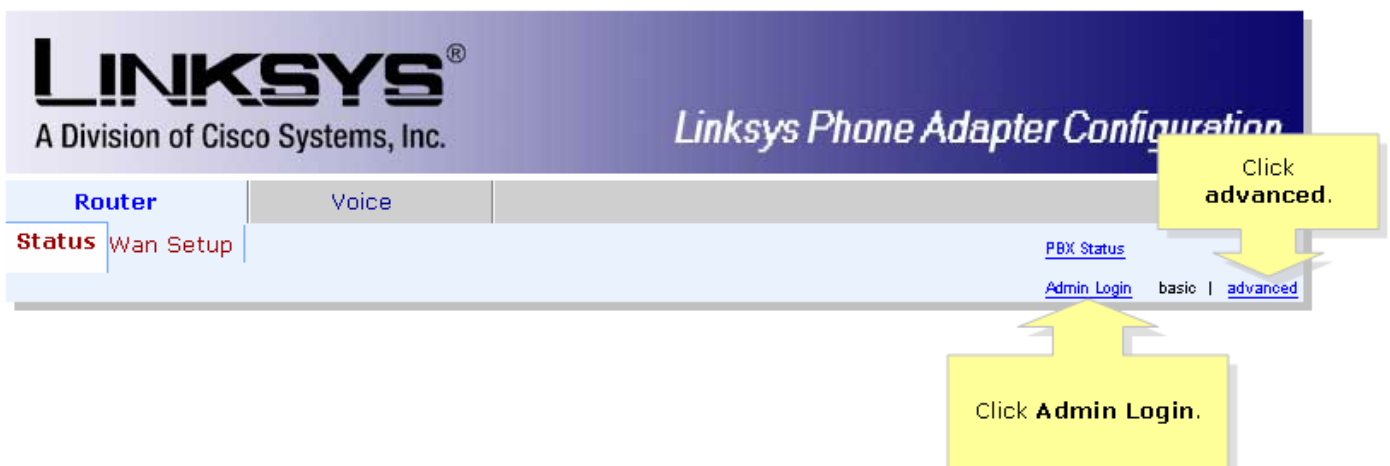 LINKSYS®
A Division of Cisco Systems, Inc.
Linksys Phone Adapter Configuration
Click
advanced.
Router Voice
Status Wan Setup
PBX Status
Admin Login basic | advanced
Click Admin Login.